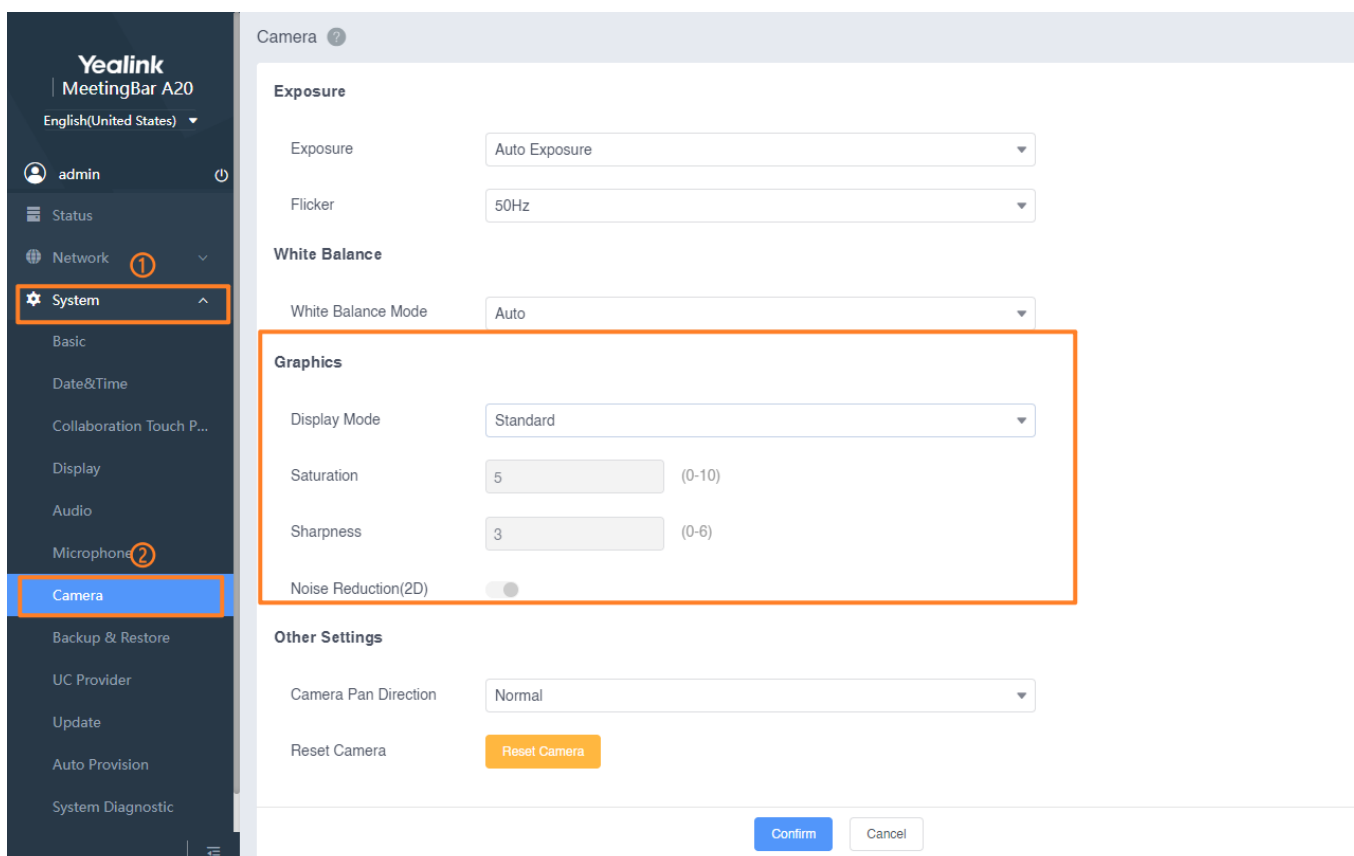 Yealink
MeetingBar A20
English(United States)
admin
Status
Network
①
System
Basic
Date&Time
Collaboration Touch P...
Display
Audio
Microphone
②
Camera
Backup & Restore
UC Provider
Update
Auto Provision
System Diagnostic
Camera ?
Exposure
Exposure Auto Exposure
Flicker 50Hz
White Balance
White Balance Mode Auto
Graphics
Display Mode Standard
Saturation 5 (0-10)
Sharpness 3 (0-6)
Noise Reduction(2D)
Other Settings
Camera Pan Direction Normal
Reset Camera Reset Camera
Confirm Cancel